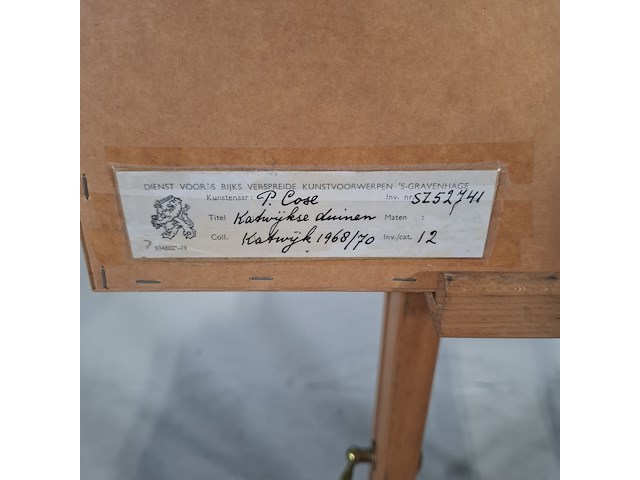 DIENST VOOR 'S RIJKS VERSPREIDE KUNSTVOORWERPEN 'S-GRAVENHAGE
Kunstenaar: P. Cose Inv. nr. SZ52741
Titel Katwijkse duinen Maten :
Coll. Katwijk 1968/70 Inv./cat. 12